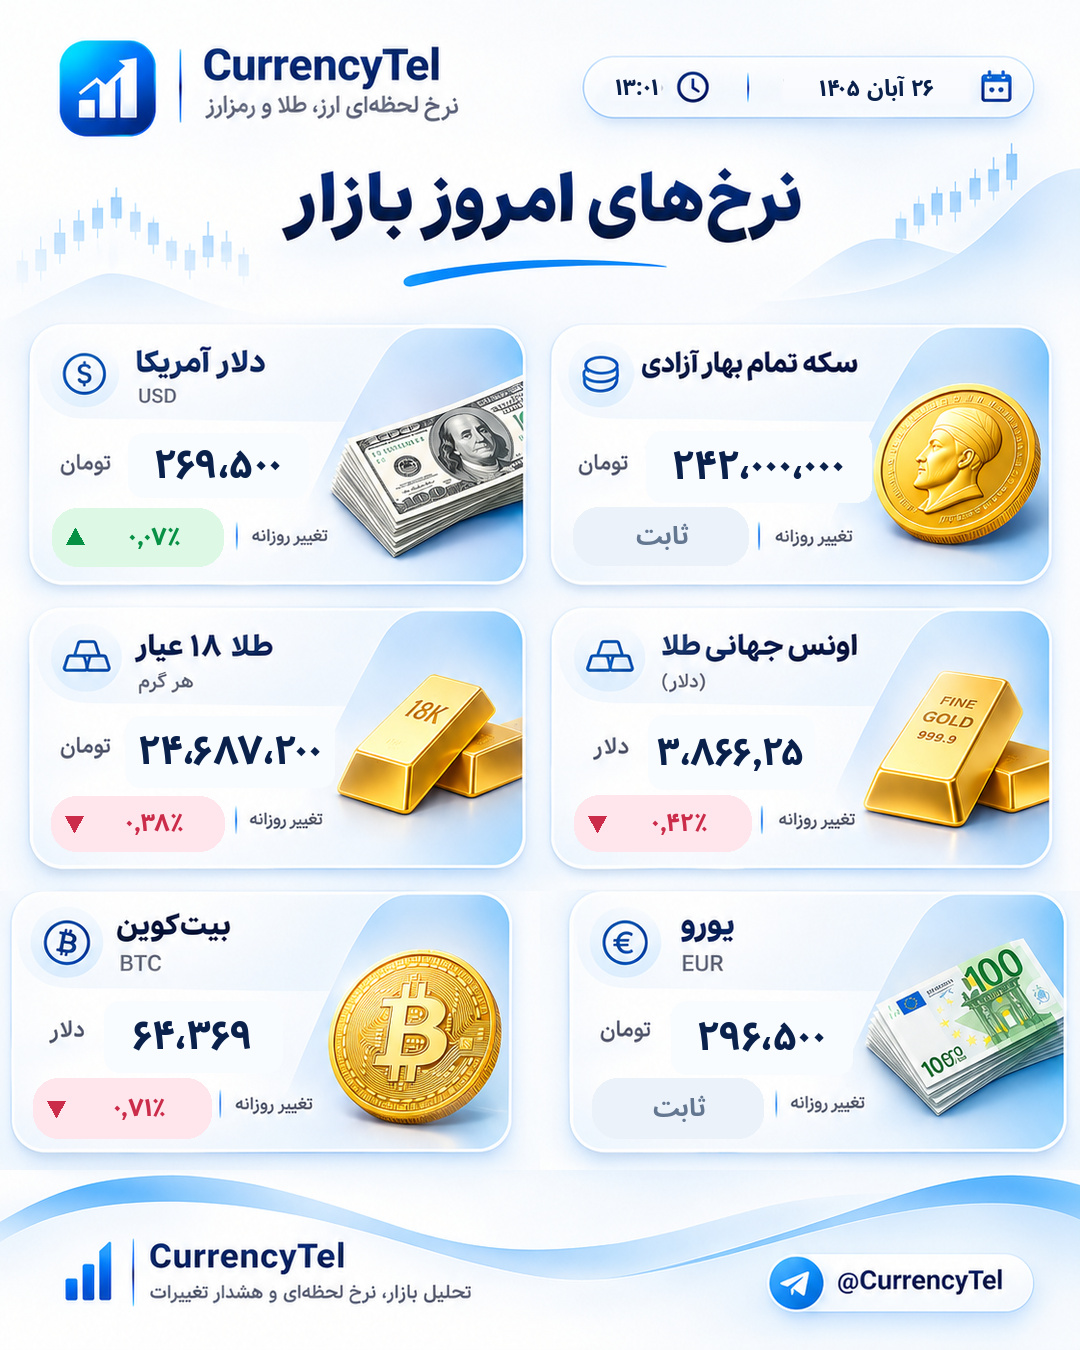 CurrencyTel
نرخ لحظه‌ای ارز، طلا و رمزارز
۲۶ آبان ۱۴۰۵
۱۳:۰۱
نرخ‌های امروز بازار
سکه تمام بهار آزادی
۲۴۲،۰۰۰،۰۰۰ تومان
تغییر روزانه ثابت
دلار آمریکا
USD
۲۶۹،۵۰۰ تومان
تغییر روزانه ۰,۰۷٪ ▲
اونس جهانی طلا
(دلار)
۳،۸۶۶,۲۵ دلار
تغییر روزانه ۰,۴۲٪ ▼
FINE
GOLD
999.9
طلا ۱۸ عیار
هر گرم
۲۴،۶۸۷،۲۰۰ تومان
تغییر روزانه ۰,۳۸٪ ▼
18K
یورو
EUR
۲۹۶،۵۰۰ تومان
تغییر روزانه ثابت
100
بیت‌کوین
BTC
۶۴،۳۶۹ دلار
تغییر روزانه ۰,۷۱٪ ▼
CurrencyTel
تحلیل بازار، نرخ لحظه‌ای و هشدار تغییرات
@CurrencyTel